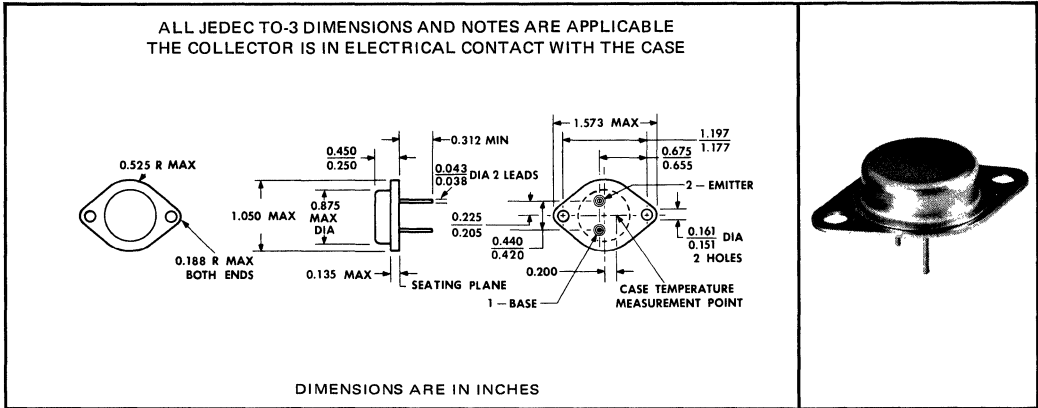 ALL JEDEC TO-3 DIMENSIONS AND NOTES ARE APPLICABLE
THE COLLECTOR IS IN ELECTRICAL CONTACT WITH THE CASE
0.525 R MAX
0.188 R MAX
BOTH ENDS
0.450
0.250
0.312 MIN
0.043
0.038
DIA 2 LEADS
1.050 MAX
0.875
MAX
DIA
0.135 MAX
SEATING PLANE
1.573 MAX
1.197
1.177
0.675
0.655
2 – EMITTER
0.225
0.205
0.440
0.420
0.161
0.151
DIA
2 HOLES
0.200
1 – BASE
CASE TEMPERATURE
MEASUREMENT POINT
DIMENSIONS ARE IN INCHES